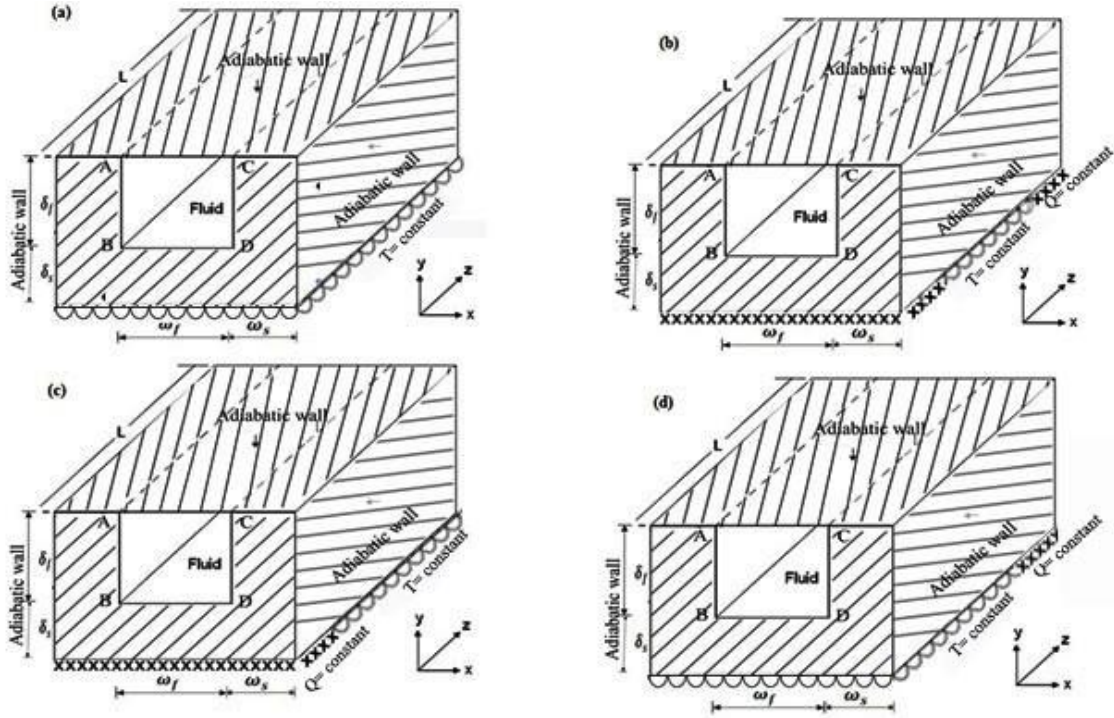 (a)
L
Adiabatic wall
A
C
Adiabatic wall
δf
Fluid
Adiabatic wall
B
D
δs
T= constant
y
z
x
ωf
ωs
(b)
L
Adiabatic wall
A
C
Adiabatic wall
δf
Fluid
Adiabatic wall
Q= constant
B
D
δs
T= constant
y
z
x
ωf
ωs
(c)
L
Adiabatic wall
A
C
Adiabatic wall
δf
Fluid
Adiabatic wall
T= constant
B
D
δs
Q= constant
y
z
x
ωf
ωs
(d)
L
Adiabatic wall
A
C
Adiabatic wall
δf
Fluid
Adiabatic wall
Q= constant
B
D
δs
T= constant
y
z
x
ωf
ωs